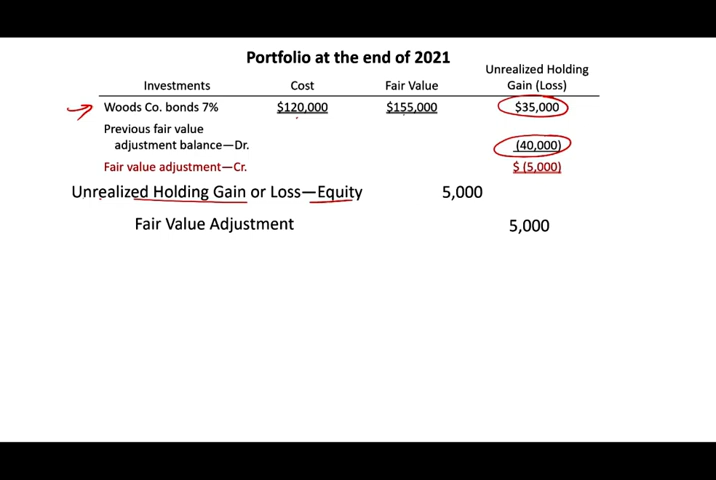 Portfolio at the end of 2021
Unrealized Holding
Investments Cost Fair Value Gain (Loss)
Woods Co. bonds 7% $120,000 $155,000 $35,000
Previous fair value
adjustment balance—Dr. (40,000)
Fair value adjustment—Cr. $ (5,000)
Unrealized Holding Gain or Loss—Equity 5,000
Fair Value Adjustment 5,000